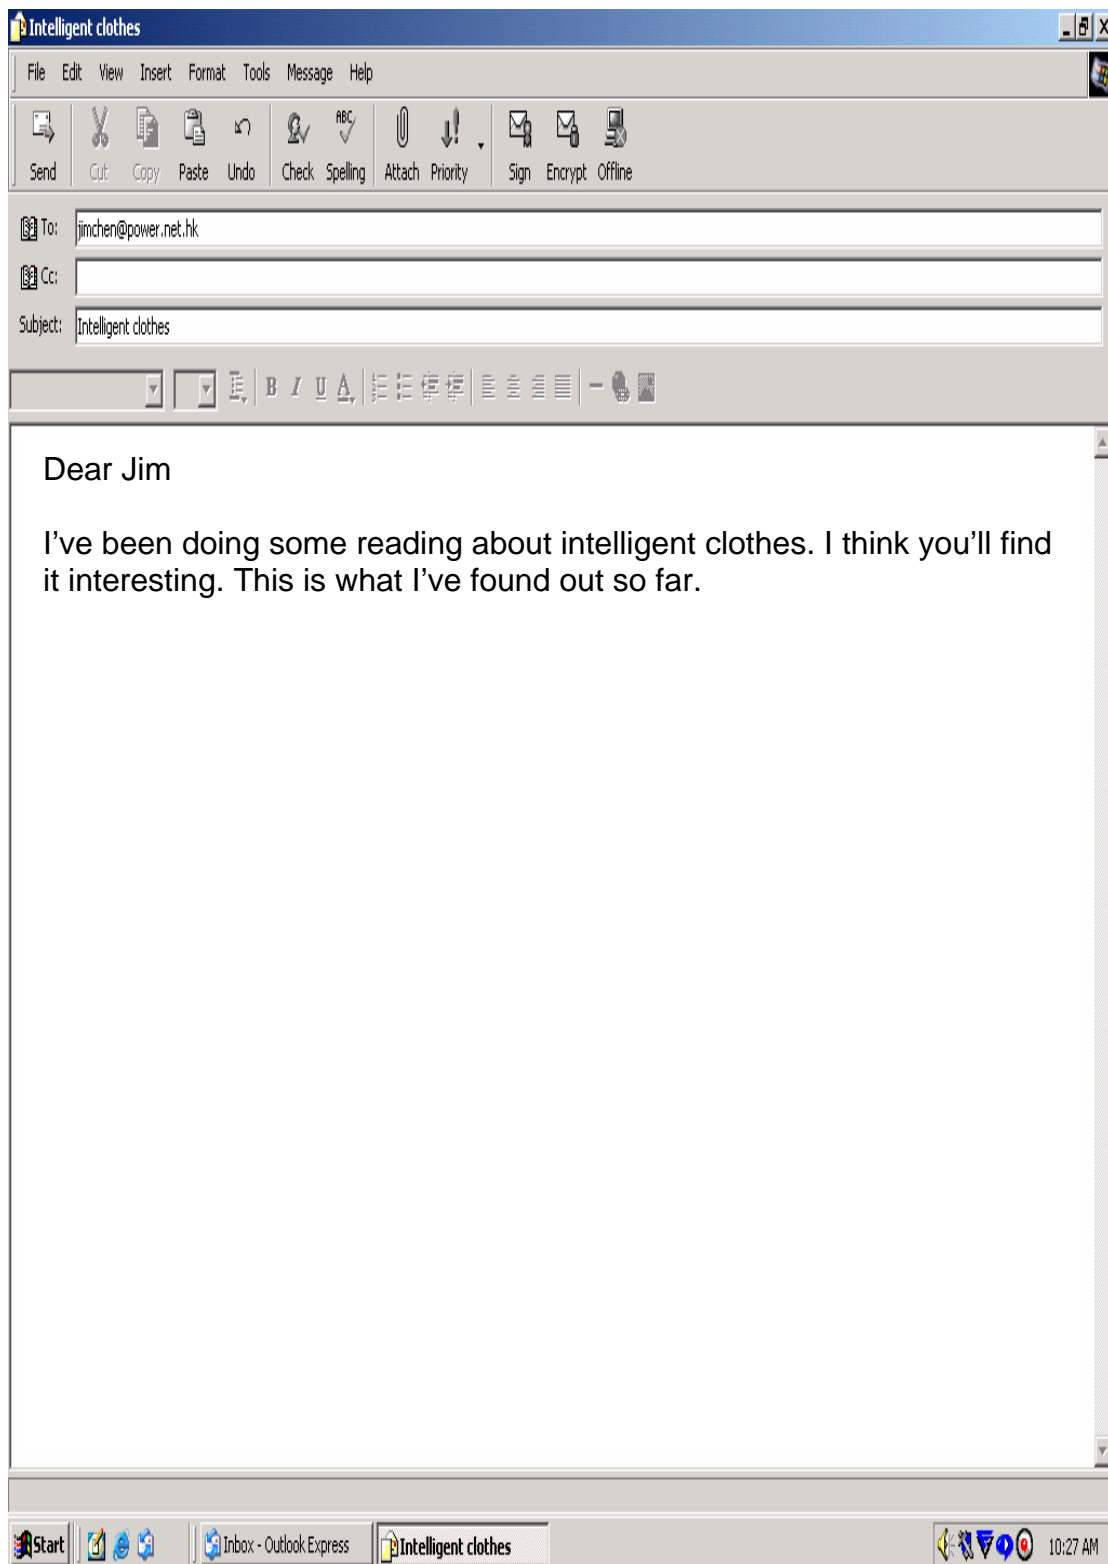 Intelligent clothes
File Edit View Insert Format Tools Message Help
ABC
Send Cut Copy Paste Undo Check Spelling Attach Priority Sign Encrypt Offline
To: jimchen@power.net.hk
Cc:
Subject: Intelligent clothes
B I U A
Dear Jim
I've been doing some reading about intelligent clothes. I think you'll find
it interesting. This is what I've found out so far.
Start Inbox - Outlook Express Intelligent clothes 10:27 AM